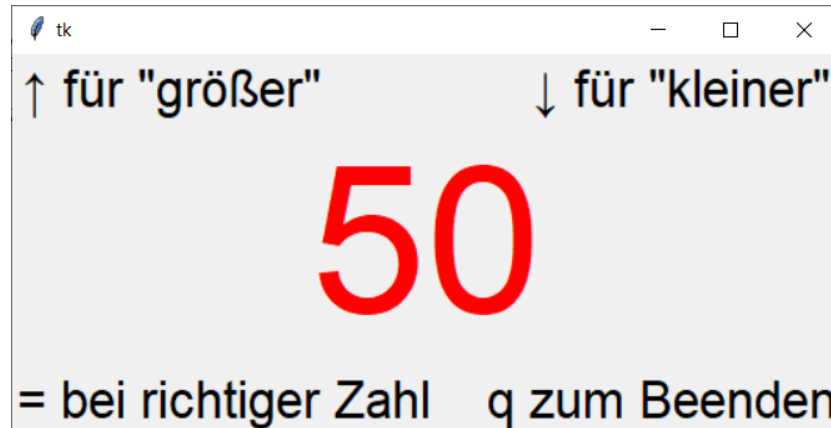 tk
↑ für "größer" ↓ für "kleiner"
50
= bei richtiger Zahl q zum Beenden